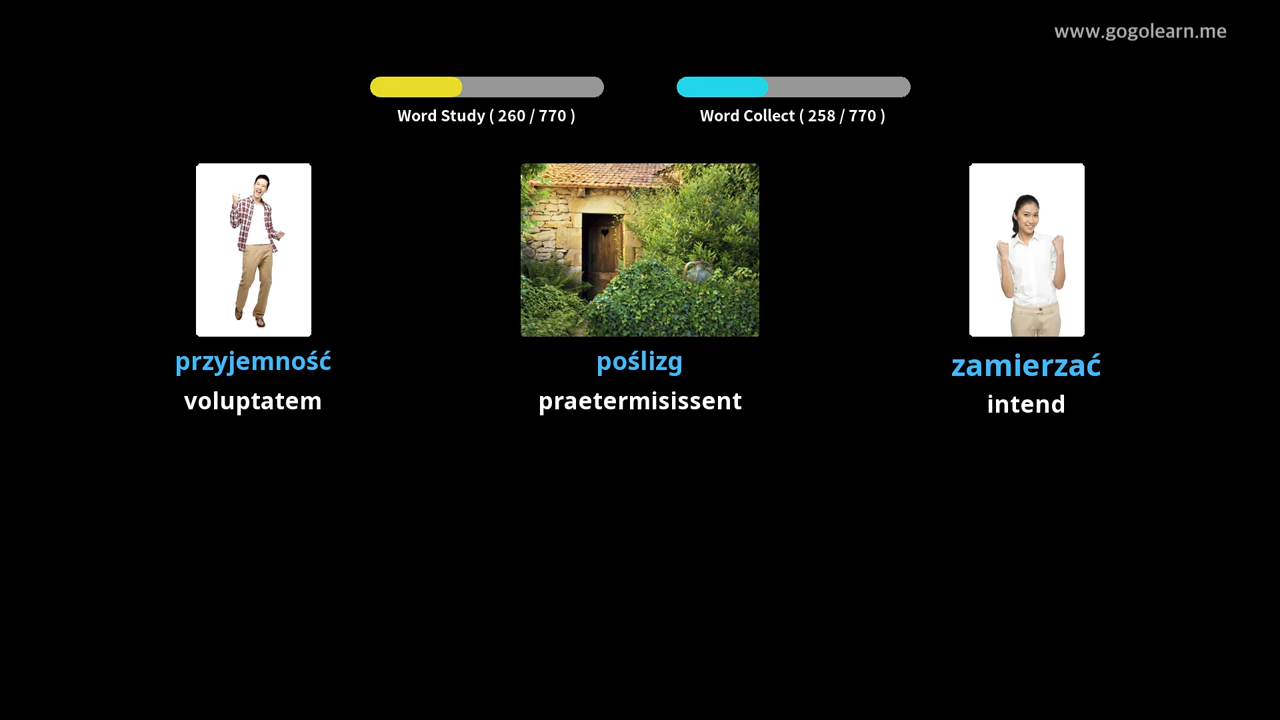 www.gogolearn.me
Word Study ( 260 / 770 )
Word Collect ( 258 / 770 )
przyjemność
poślizg
zamierzać
voluptatem
praetermisissent
intend